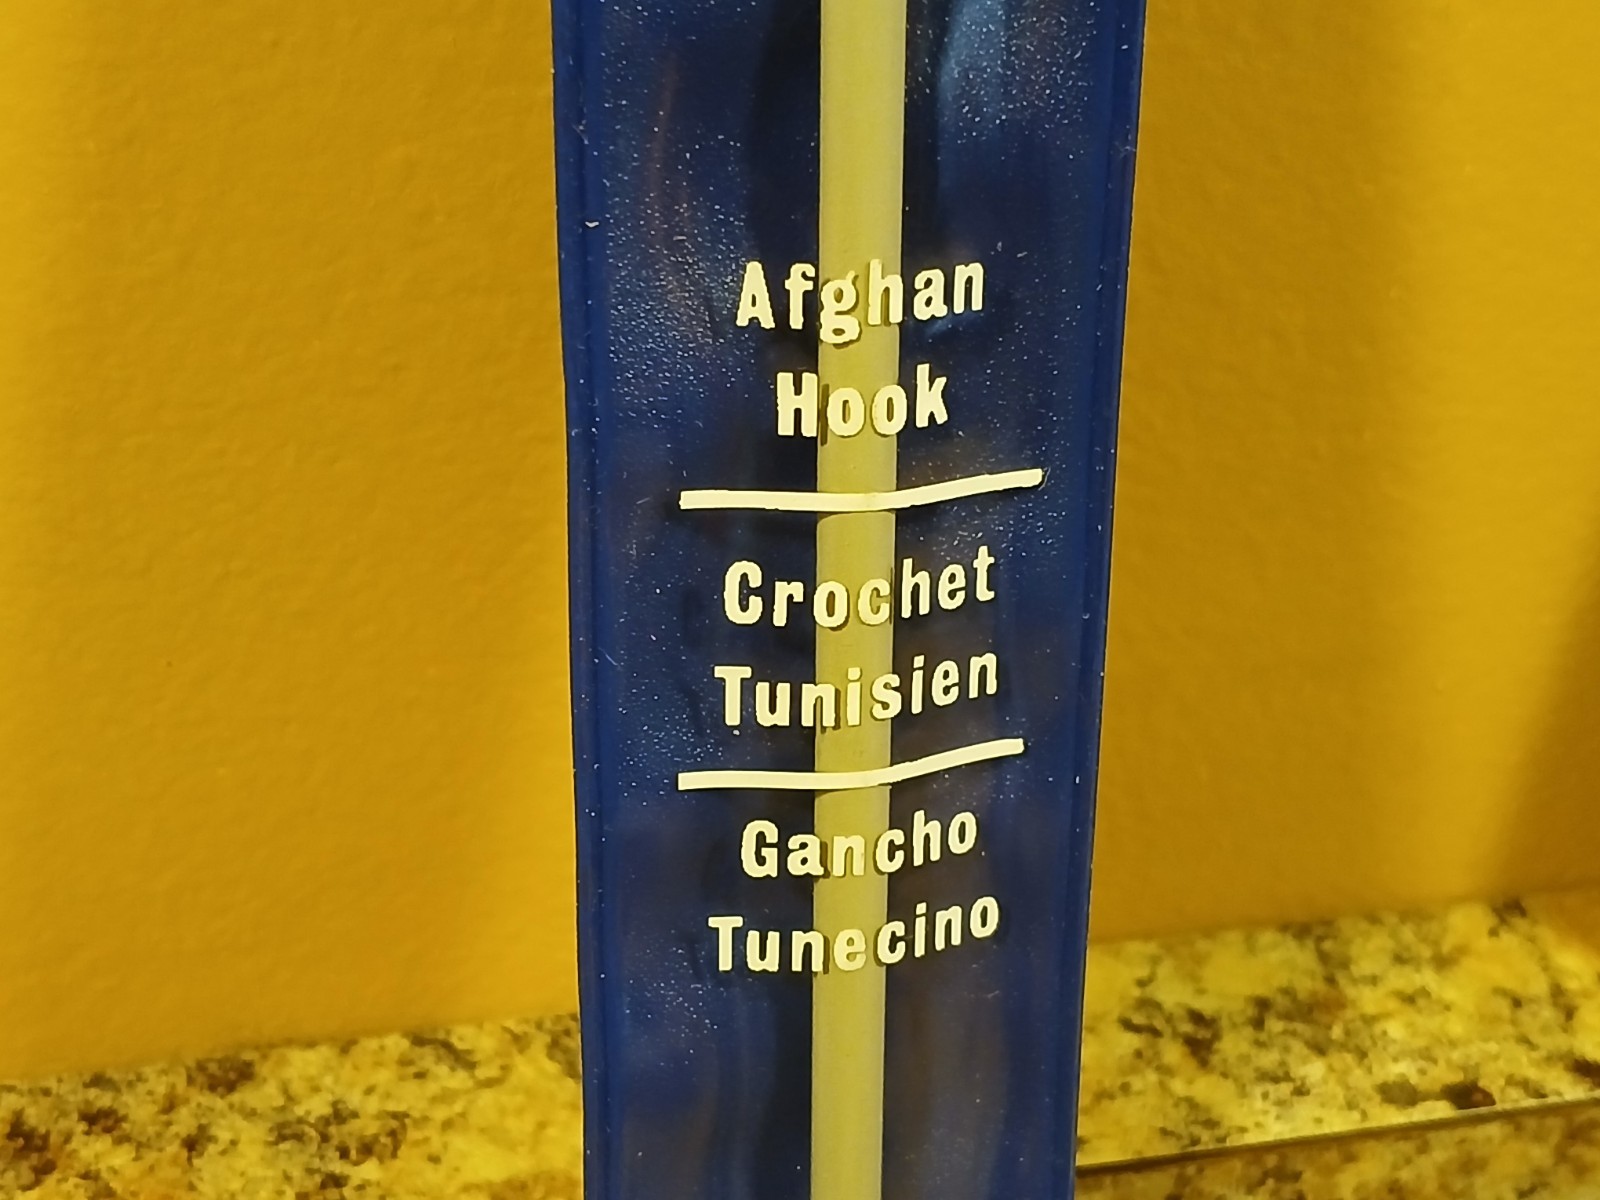 Afghan
Hook
Crochet
Tunisien
Gancho
Tunecino